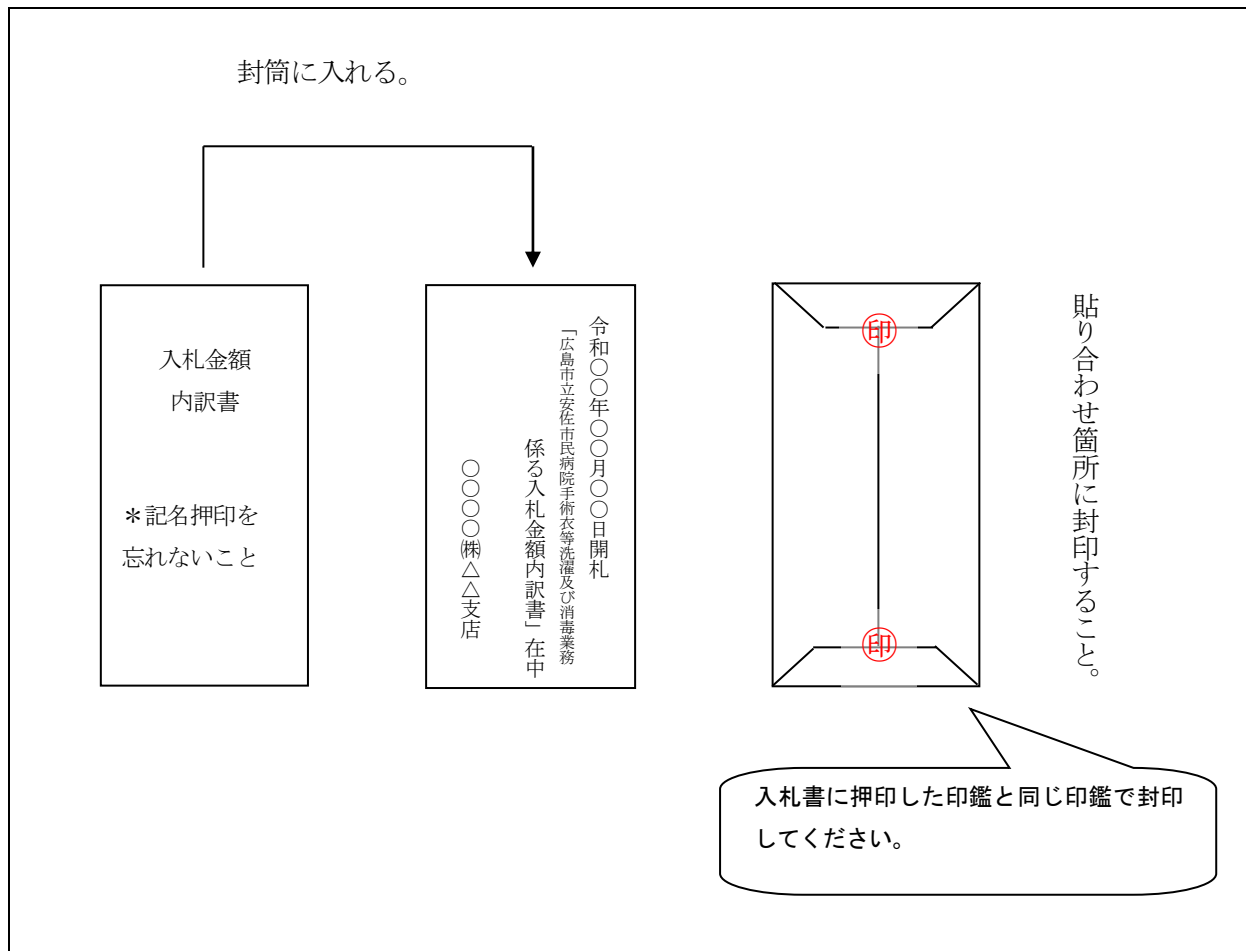 封筒に入れる。
入札金額
内訳書
＊記名押印を
忘れないこと
令和〇〇年〇〇月〇〇日開札
「広島市立安佐市民病院手術衣等洗濯及び消毒業務
係る入札金額内訳書」在中
〇〇〇〇㈱△△支店
印
印
貼り合わせ箇所に封印すること。
入札書に押印した印鑑と同じ印鑑で封印
してください。